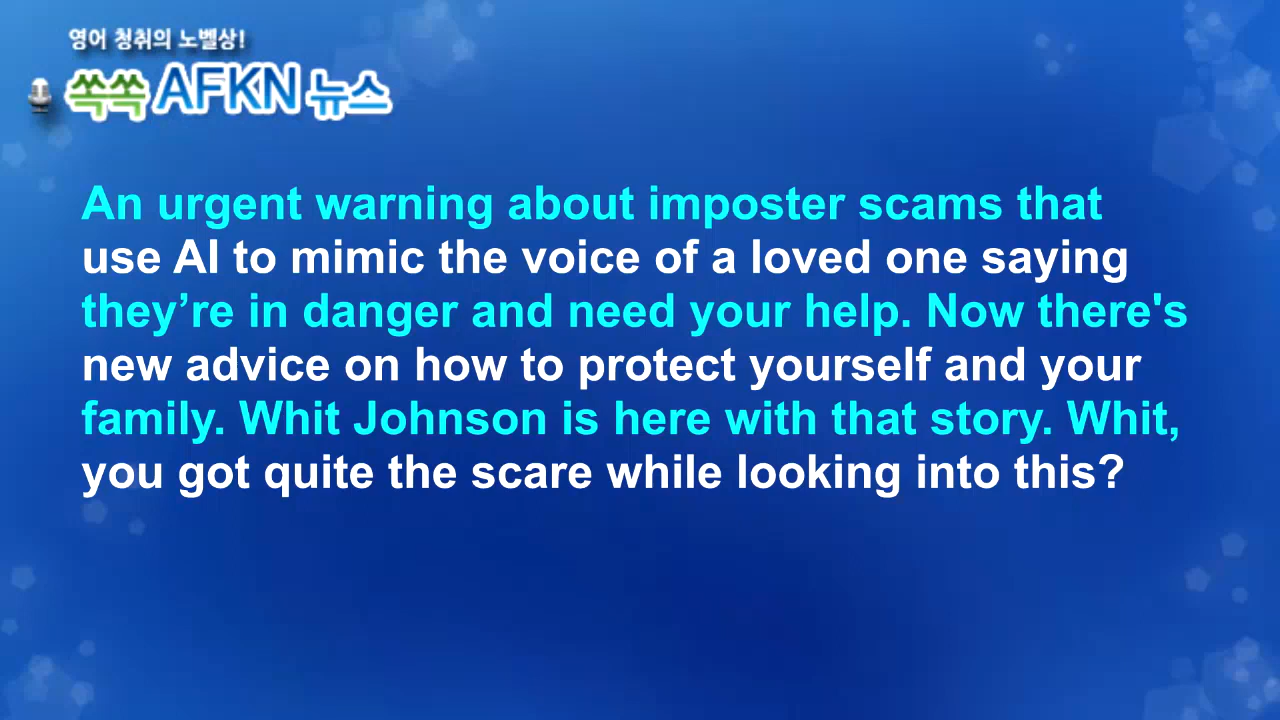 영어 청취의 노벨상!
쏙쏙 AFKN 뉴스
An urgent warning about imposter scams that
use AI to mimic the voice of a loved one saying
they’re in danger and need your help. Now there's
new advice on how to protect yourself and your
family. Whit Johnson is here with that story. Whit,
you got quite the scare while looking into this?